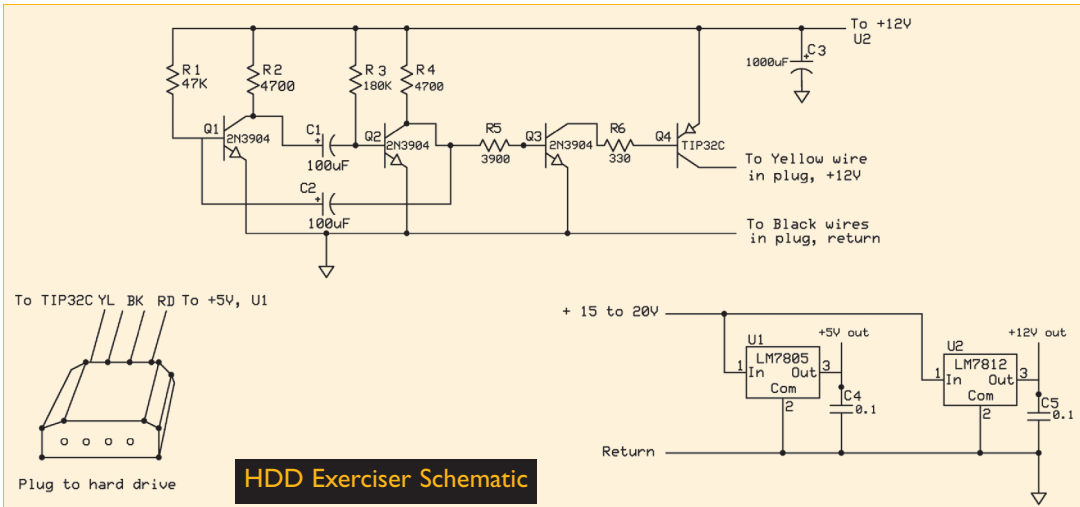 To +12V
U2
R1
47K
R2
4700
R3
180K
R4
4700
C3
+
1000uF
Q1
2N3904
C1
+
100uF
Q2
2N3904
R5
3900
Q3
2N3904
R6
330
Q4
TIP32C
To Yellow wire
in plug, +12V
C2
+
100uF
To Black wires
in plug, return
To TIP32C YL BK RD To +5V, U1
Plug to hard drive
+ 15 to 20V
U1
LM7805
1 In Out 3
Com
2
+5V out
C4
0.1
U2
LM7812
1 In Out 3
Com
2
+12V out
C5
0.1
Return
HDD Exerciser Schematic